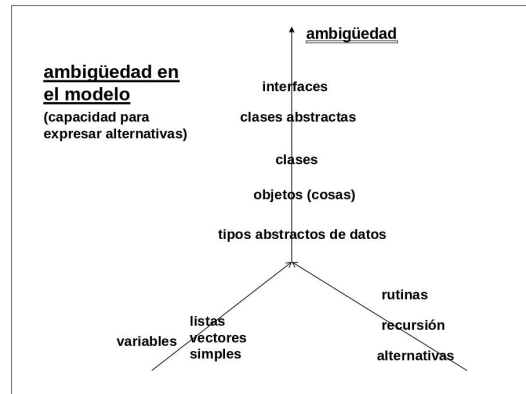 ambigüedad
ambigüedad en
el modelo
(capacidad para
expresar alternativas)
interfaces
clases abstractas
clases
objetos (cosas)
tipos abstractos de datos
variables
listas
vectores
simples
rutinas
recursión
alternativas